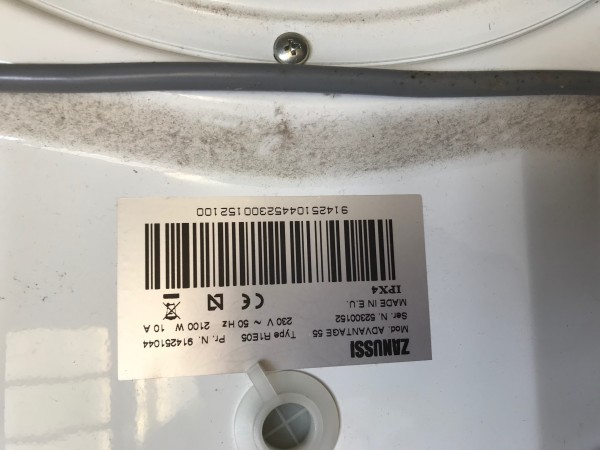 ZANUSSI
Mod. ADVANTAGE 55
Type R1E05 Pr. N. 914251044
Ser. N. 52300152
230 V ~ 50 Hz 2100 W 10 A
MADE IN E.U.
IPX4
CE
91425104452300152100